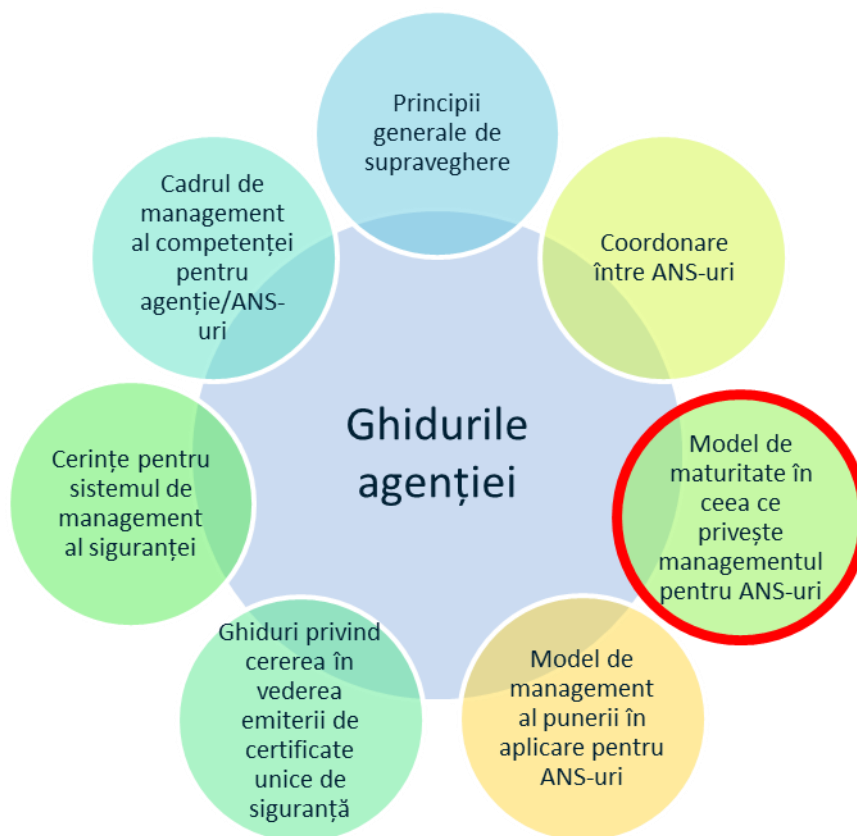 Principii
generale de
supraveghere
Coordonare
între ANS-uri
Model de
maturitate în
ceea ce
privește
managementul
pentru ANS-uri
Model de
management
al punerii în
aplicare pentru
ANS-uri
Ghiduri privind
cererea în
vederea
emiterii de
certificate
unice de
siguranță
Cerințe pentru
sistemul de
management
al siguranței
Cadrul de
management
al competenței
pentru
agenție/ANS-
uri
Ghidurile
agenției